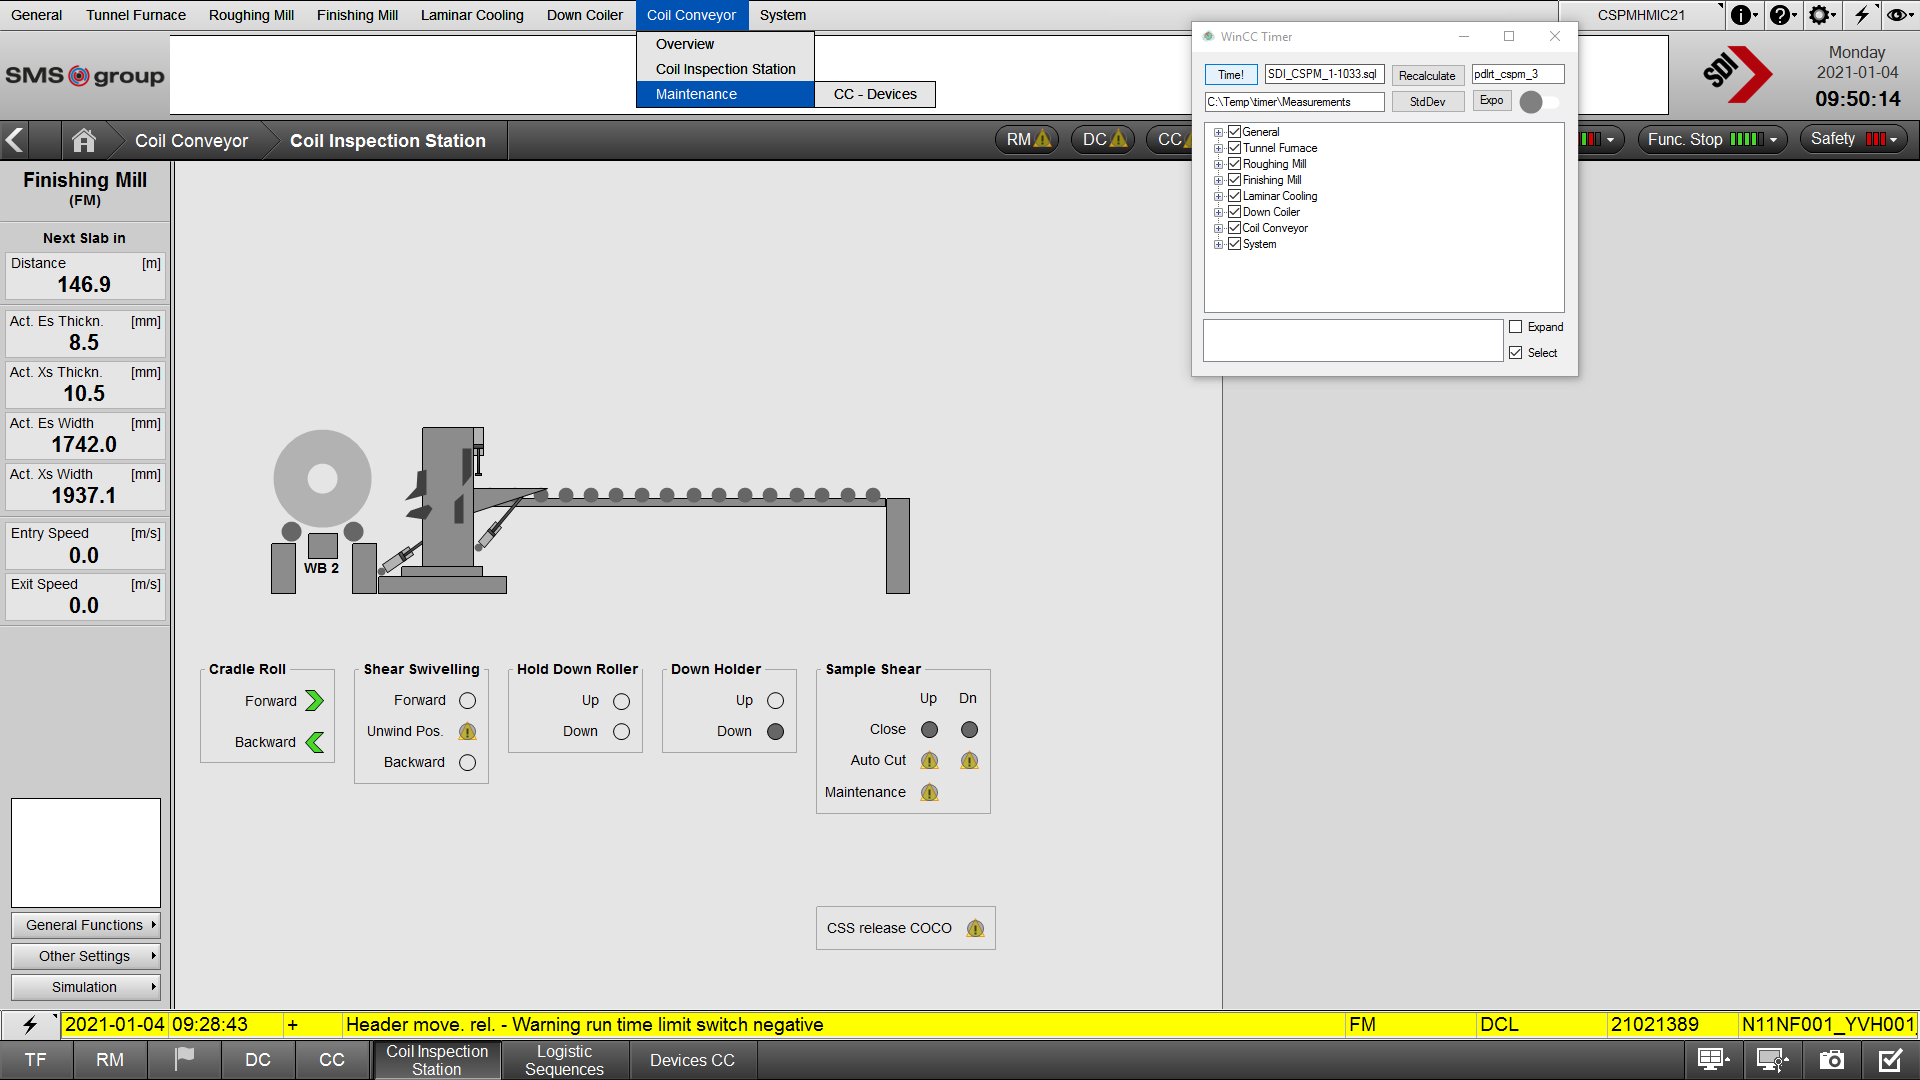 General Tunnel Furnace Roughing Mill Finishing Mill Laminar Cooling Down Coiler Coil Conveyor System CSPMHMIC21
Overview
Coil Inspection Station
Maintenance CC - Devices
SMS group
WinCC Timer
Time! SDI_CSPM_1-1033.sql Recalculate pdlrt_cspm_3
C:\Temp\timer\Measurements StdDev Expo
General
Tunnel Furnace
Roughing Mill
Finishing Mill
Laminar Cooling
Down Coiler
Coil Conveyor
System
Expand
Select
SDI
Monday
2021-01-04
09:50:14
Coil Conveyor Coil Inspection Station RM DC CC Func. Stop Safety
Finishing Mill
(FM)
Next Slab in
Distance [m]
146.9
Act. Es Thickn. [mm]
8.5
Act. Xs Thickn. [mm]
10.5
Act. Es Width [mm]
1742.0
Act. Xs Width [mm]
1937.1
Entry Speed [m/s]
0.0
Exit Speed [m/s]
0.0
WB 2
Cradle Roll
Forward
Backward
Shear Swivelling
Forward
Unwind Pos.
Backward
Hold Down Roller
Up
Down
Down Holder
Up
Down
Sample Shear
Up Dn
Close
Auto Cut
Maintenance
CSS release COCO
General Functions
Other Settings
Simulation
2021-01-04 09:28:43 + Header move. rel. - Warning run time limit switch negative FM DCL 21021389 N11NF001_YVH001
TF RM DC CC Coil Inspection Station Logistic Sequences Devices CC